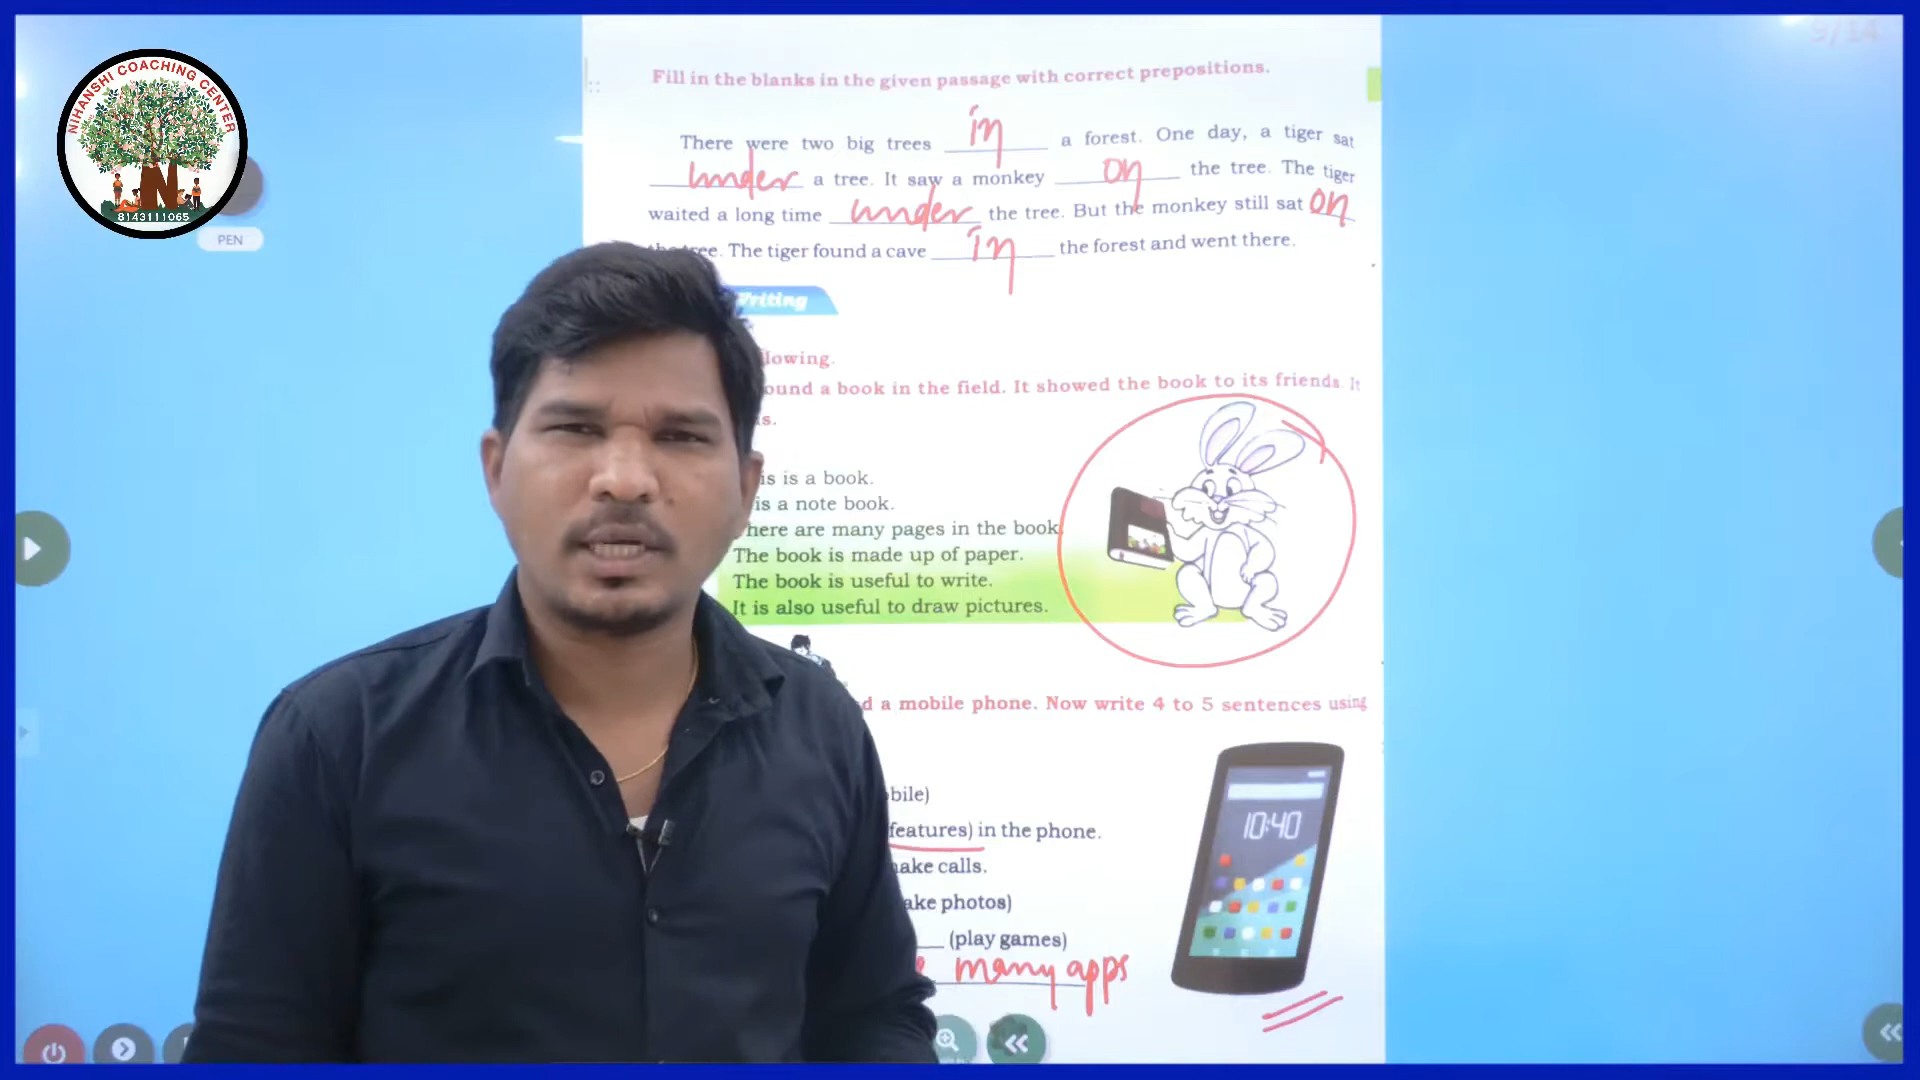 NIHANSHI COACHING CENTER
8143111065
PEN
9/14
Fill in the blanks in the given passage with correct prepositions.
There were two big trees in a forest. One day, a tiger sat
under a tree. It saw a monkey on the tree. The tiger
waited a long time under the tree. But the monkey still sat on
tree. The tiger found a cave in the forest and went there.
Writing
lowing.
ound a book in the field. It showed the book to its friends. It
is is a book.
is a note book.
here are many pages in the book.
The book is made up of paper.
The book is useful to write.
It is also useful to draw pictures.
d a mobile phone. Now write 4 to 5 sentences using
bile)
features) in the phone.
ake calls.
ake photos)
(play games)
many apps
10:40